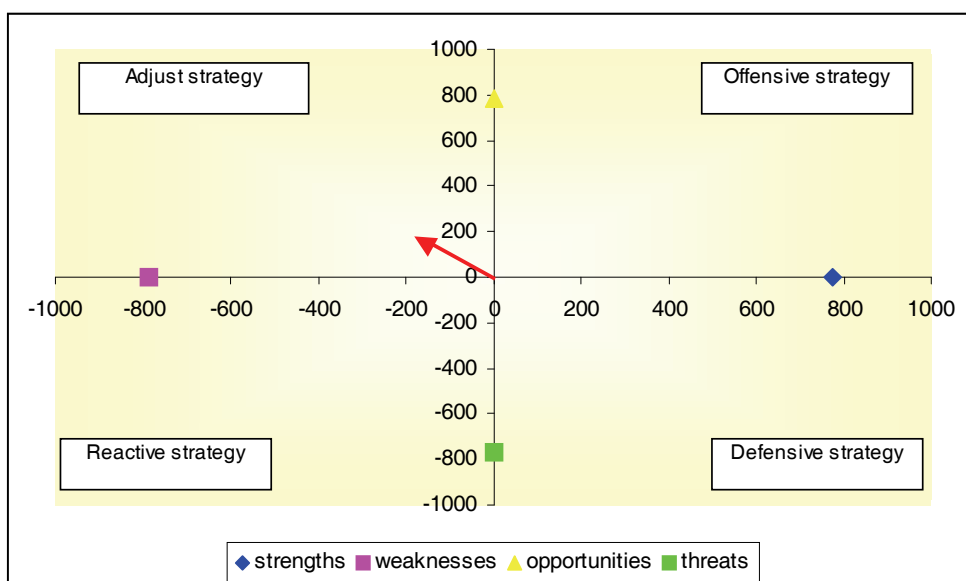 1000
Adjust strategy
Offensive strategy
800
600
400
200
0
-1000 -800 -600 -400 -200 0 200 400 600 800 1000
-200
-400
-600
Reactive strategy
Defensive strategy
-800
-1000
strengths weaknesses opportunities threats